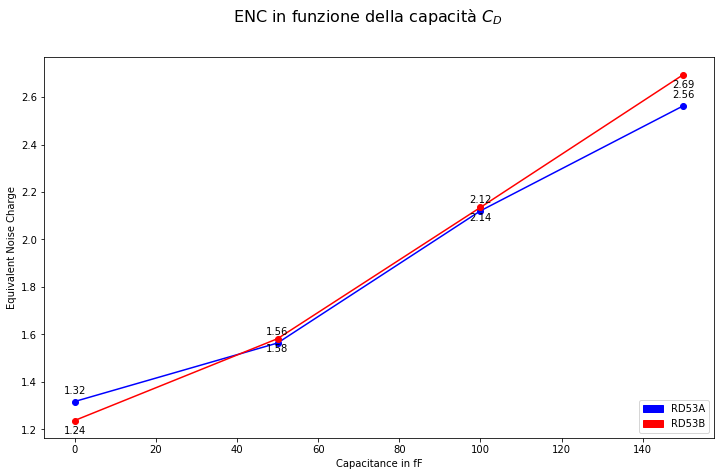 ENC in funzione della capacità C_D
2.69
2.56
2.6
2.4
2.2
2.12
2.14
2.0
1.8
1.6
1.56
1.58
1.4
1.32
1.24
1.2
Equivalent Noise Charge
RD53A
RD53B
0 20 40 60 80 100 120 140
Capacitance in fF